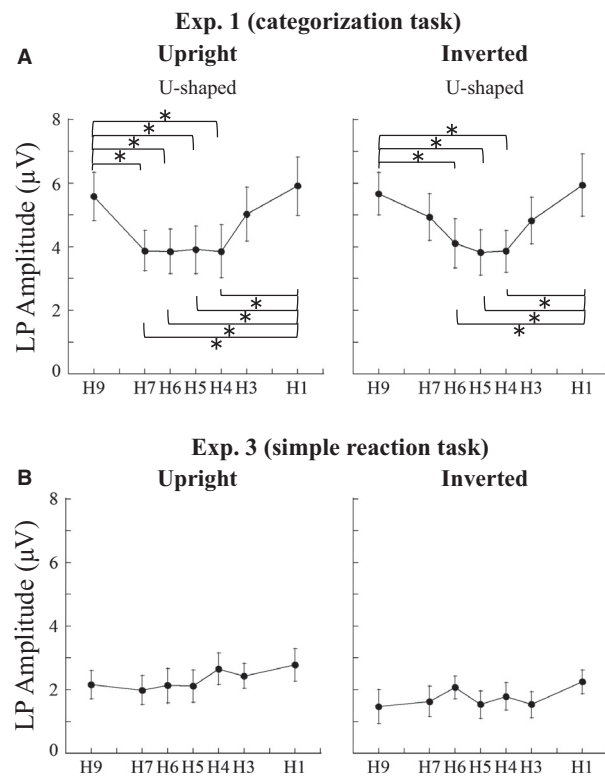 Exp. 1 (categorization task)
A
Upright
Inverted
U-shaped
U-shaped
LP Amplitude (µV)
8
6
4
2
0
* * * *
* * *
* * * *
* * *
H9 H7 H6 H5 H4 H3 H1
H9 H7 H6 H5 H4 H3 H1
Exp. 3 (simple reaction task)
B
Upright
Inverted
LP Amplitude (µV)
8
6
4
2
0
H9 H7 H6 H5 H4 H3 H1
H9 H7 H6 H5 H4 H3 H1